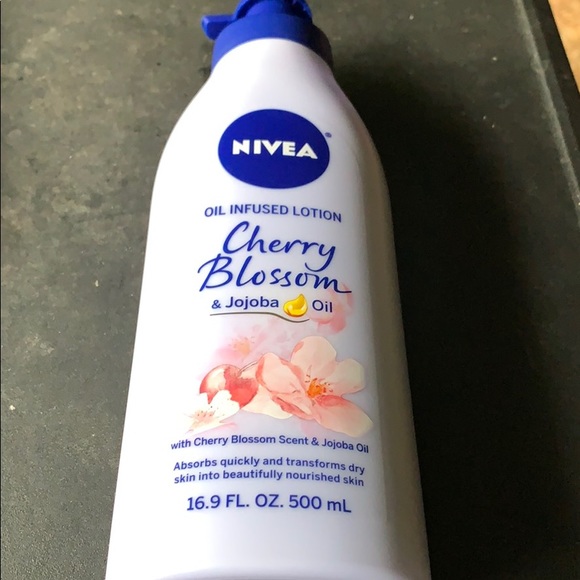 NIVEA®
OIL INFUSED LOTION
Cherry
Blossom
& Jojoba Oil
with Cherry Blossom Scent & Jojoba Oil
Absorbs quickly and transforms dry
skin into beautifully nourished skin
16.9 FL. OZ. 500 mL